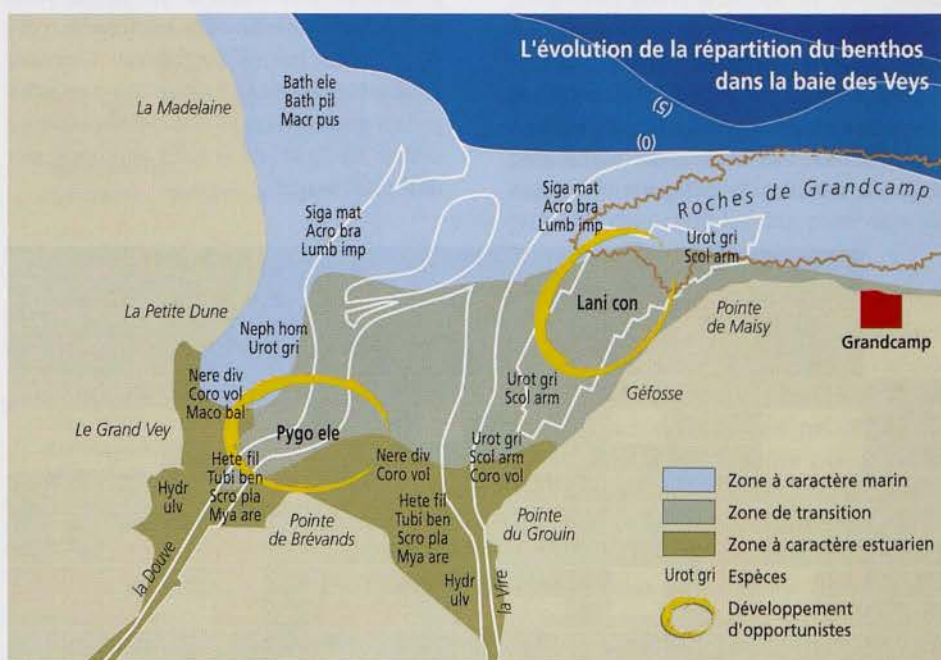 L'évolution de la répartition du benthos
dans la baie des Veys
La Madelaine
Bath ele
Bath pil
Macr pus
(5)
(0)
Siga mat
Acro bra
Lumb imp
Siga mat
Acro bra
Lumb imp
Roches de Grandcamp
Urot gri
Scol arm
Lani con
La Petite Dune
Neph hom
Urot gri
Pointe
de Maisy
Grandcamp
Nere div
Coro vol
Maco bal
Urot gri
Scol arm
Géfosse
Le Grand Vey
Pygo ele
Nere div
Coro vol
Urot gri
Scol arm
Coro vol
Hete fil
Tubi ben
Scro pla
Mya are
Hydr
ulv
Pointe
de Brévands
Hete fil
Tubi ben
Scro pla
Mya are
Pointe
du Grouin
la Douve
Hydr
ulv
la Vire
Zone à caractère marin
Zone de transition
Zone à caractère estuarien
Urot gri Espèces
Développement
d'opportunistes